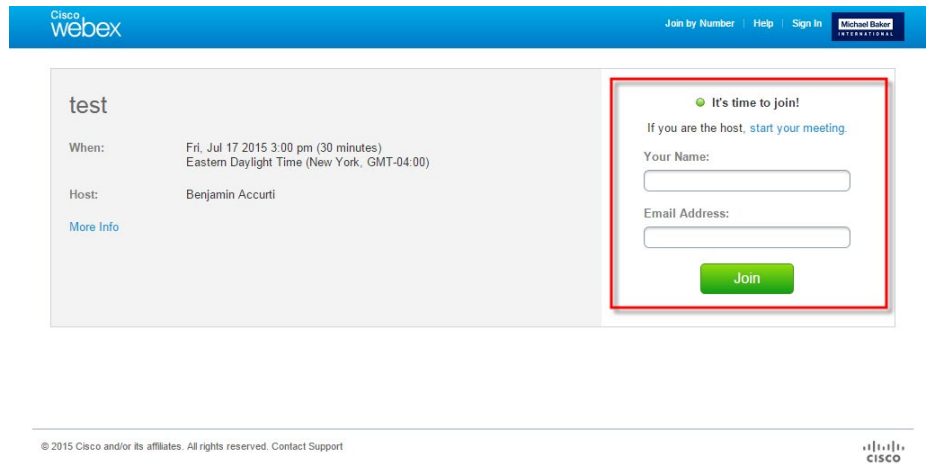 Cisco
webex
Join by Number | Help | Sign In
Michael Baker
INTERNATIONAL
test
When: Fri, Jul 17 2015 3:00 pm (30 minutes)
Eastern Daylight Time (New York, GMT-04:00)
Host: Benjamin Accurti
More Info
It's time to join!
If you are the host, start your meeting.
Your Name:
Email Address:
Join
© 2015 Cisco and/or its affiliates. All rights reserved. Contact Support
CISCO